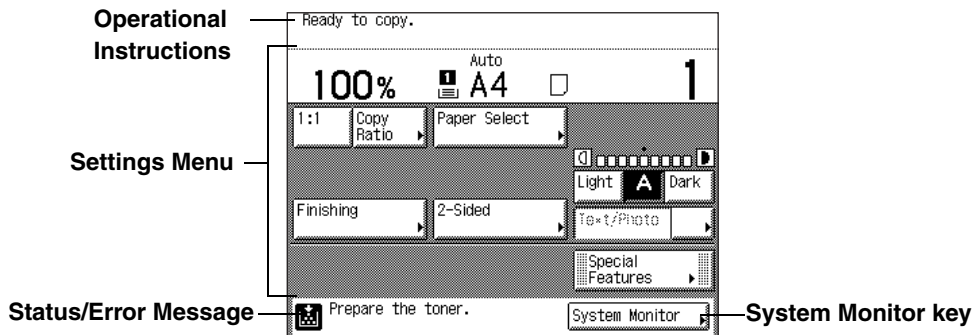 Operational
Instructions
Ready to copy.
100%
1
Auto
A4
1
Settings Menu
1:1
Copy
Ratio
Paper Select
Light
A
Dark
Finishing
2-Sided
Text/Photo
Special
Features
Status/Error Message
Prepare the toner.
System Monitor
System Monitor key